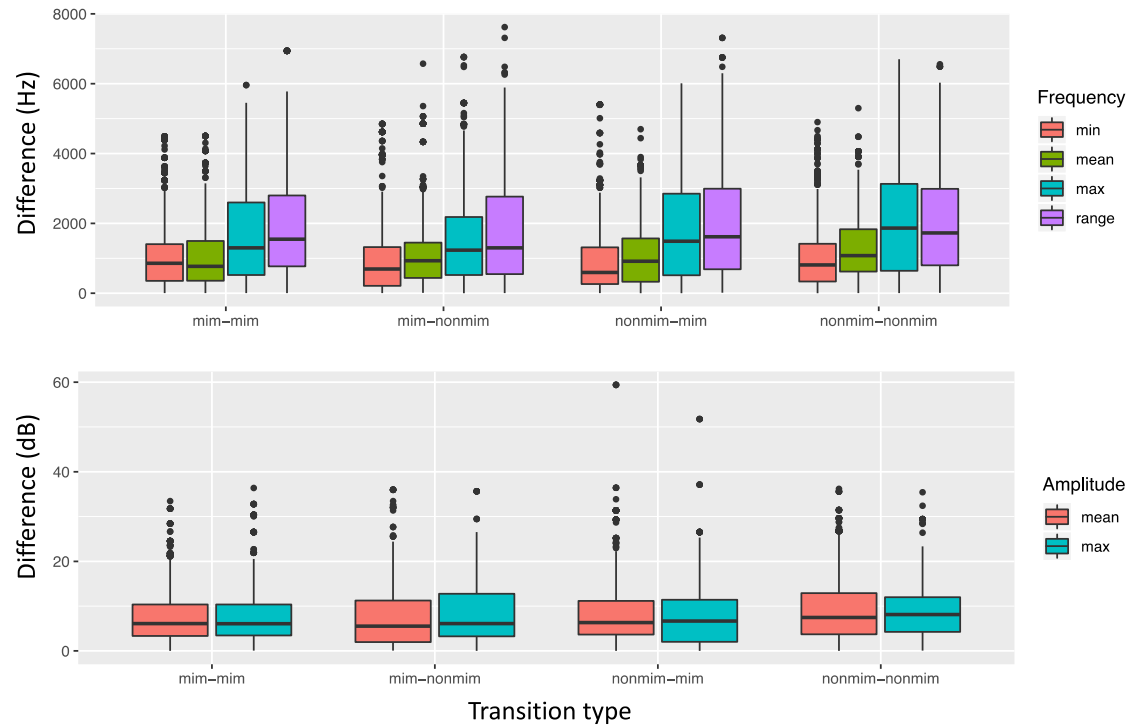 8000
6000
4000
2000
0
Difference (Hz)
mim−mim
mim−nonmim
nonmim−mim
nonmim−nonmim
Frequency
min
mean
max
range
60
40
20
0
Difference (dB)
mim−mim
mim−nonmim
nonmim−mim
nonmim−nonmim
Transition type
Amplitude
mean
max